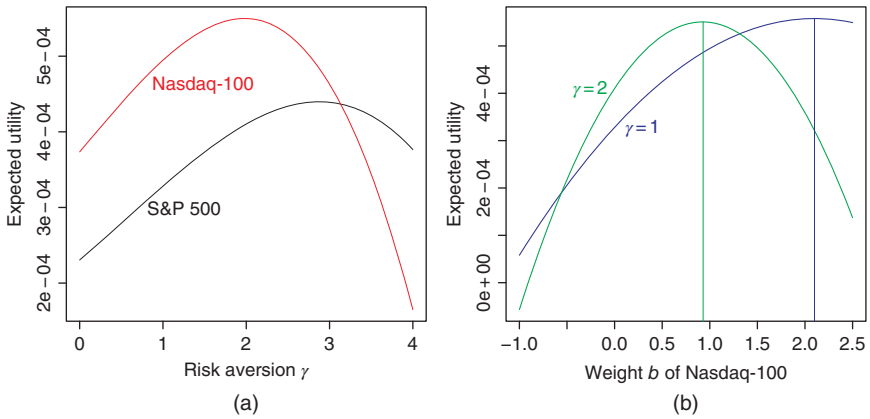 Expected utility
2e−04
3e−04
4e−04
5e−04
Nasdaq-100
S&P 500
0
1
2
3
4
Risk aversion γ
(a)
Expected utility
0e+00
2e−04
4e−04
γ = 2
γ = 1
−1.0
0.0
0.5
1.0
1.5
2.0
2.5
Weight b of Nasdaq-100
(b)